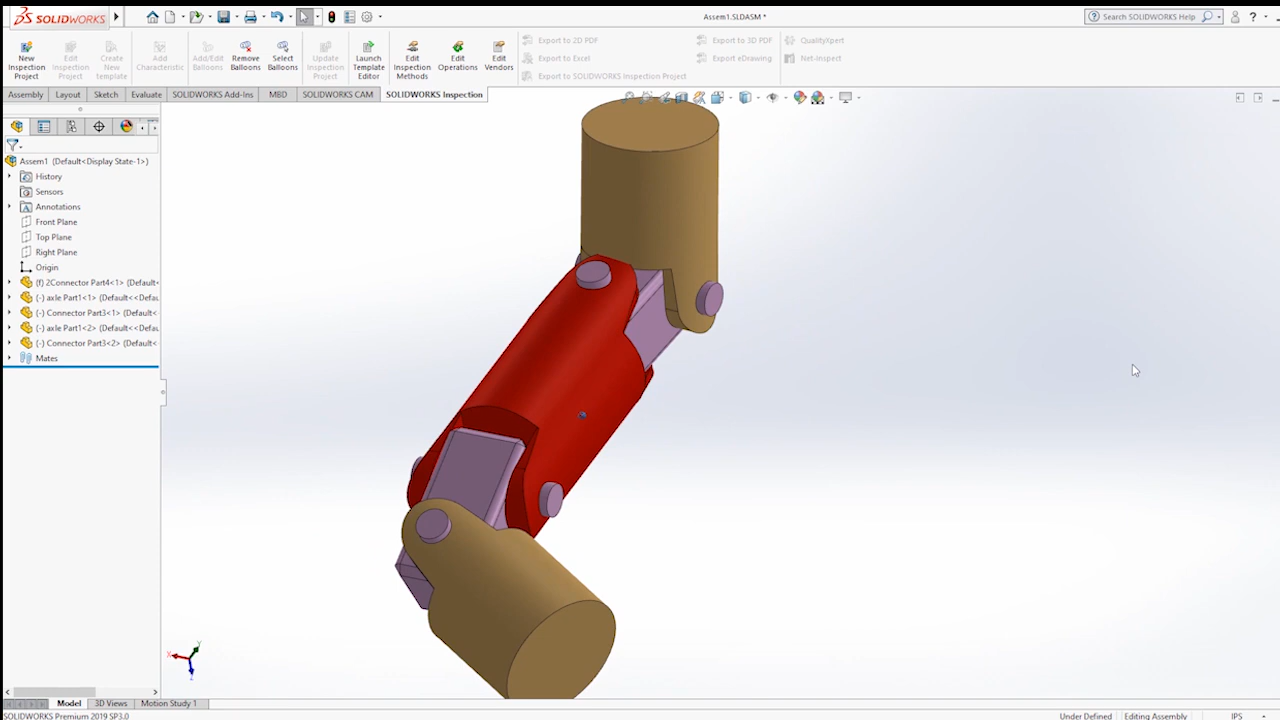 SOLIDWORKS
Assem1.SLDASM *
Search SOLIDWORKS Help
New Inspection Project
Edit Inspection Project
Create New template
Add Characteristic
Add/Edit Balloons
Remove Balloons
Select Balloons
Update Inspection Project
Launch Template Editor
Edit Inspection Methods
Edit Operations
Edit Vendors
Export to 2D PDF
Export to Excel
Export to SOLIDWORKS Inspection Project
Export to 3D PDF
Export eDrawing
QualityXpert
Net-Inspect
Assembly
Layout
Sketch
Evaluate
SOLIDWORKS Add-Ins
MBD
SOLIDWORKS CAM
SOLIDWORKS Inspection
Assem1 (Default<Display State-1>)
History
Sensors
Annotations
Front Plane
Top Plane
Right Plane
Origin
(f) 2Connector Part4<1> (Default<
(-) axle Part1<1> (Default<<Defau
(-) Connector Part3<1> (Default<
(-) axle Part1<2> (Default<<Defau
(-) Connector Part3<2> (Default<<
Mates
X
Y
Z
Model
3D Views
Motion Study 1
SOLIDWORKS Premium 2019 SP3.0
Under Defined
Editing Assembly
IPS